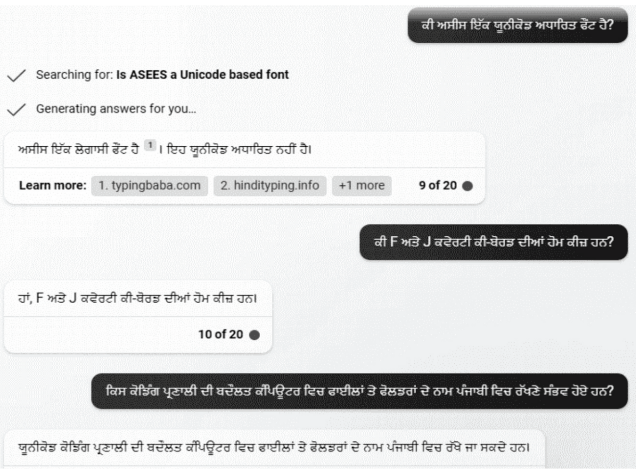 ਕੀ ਅਸੀਸ ਇੱਕ ਯੂਨੀਕੋਡ ਅਧਾਰਿਤ ਫੌਂਟ ਹੈ?
Searching for: Is ASEES a Unicode based font
Generating answers for you...
ਅਸੀਸ ਇੱਕ ਲੇਗਾਸੀ ਫੌਂਟ ਹੈ 1 । ਇਹ ਯੂਨੀਕੋਡ ਅਧਾਰਿਤ ਨਹੀਂ ਹੈ।
Learn more: 1. typingbaba.com 2. hindityping.info +1 more 9 of 20
ਕੀ F ਅਤੇ J ਕਵੇਰਟੀ ਕੀ-ਬੋਰਡ ਦੀਆਂ ਹੋਮ ਕੀਜ਼ ਹਨ?
ਹਾਂ, F ਅਤੇ J ਕਵੇਰਟੀ ਕੀ-ਬੋਰਡ ਦੀਆਂ ਹੋਮ ਕੀਜ਼ ਹਨ।
10 of 20
ਕਿਸ ਕੋਡਿੰਗ ਪ੍ਰਣਾਲੀ ਦੀ ਬਦੌਲਤ ਕੰਪਿਊਟਰ ਵਿਚ ਫਾਈਲਾਂ ਤੇ ਫੋਲਡਰਾਂ ਦੇ ਨਾਮ ਪੰਜਾਬੀ ਵਿਚ ਰੱਖਣੇ ਸੰਭਵ ਹੋਏ ਹਨ?
ਯੂਨੀਕੋਡ ਕੋਡਿੰਗ ਪ੍ਰਣਾਲੀ ਦੀ ਬਦੌਲਤ ਕੰਪਿਊਟਰ ਵਿਚ ਫਾਈਲਾਂ ਤੇ ਫੋਲਡਰਾਂ ਦੇ ਨਾਮ ਪੰਜਾਬੀ ਵਿਚ ਰੱਖੇ ਜਾ ਸਕਦੇ ਹਨ।